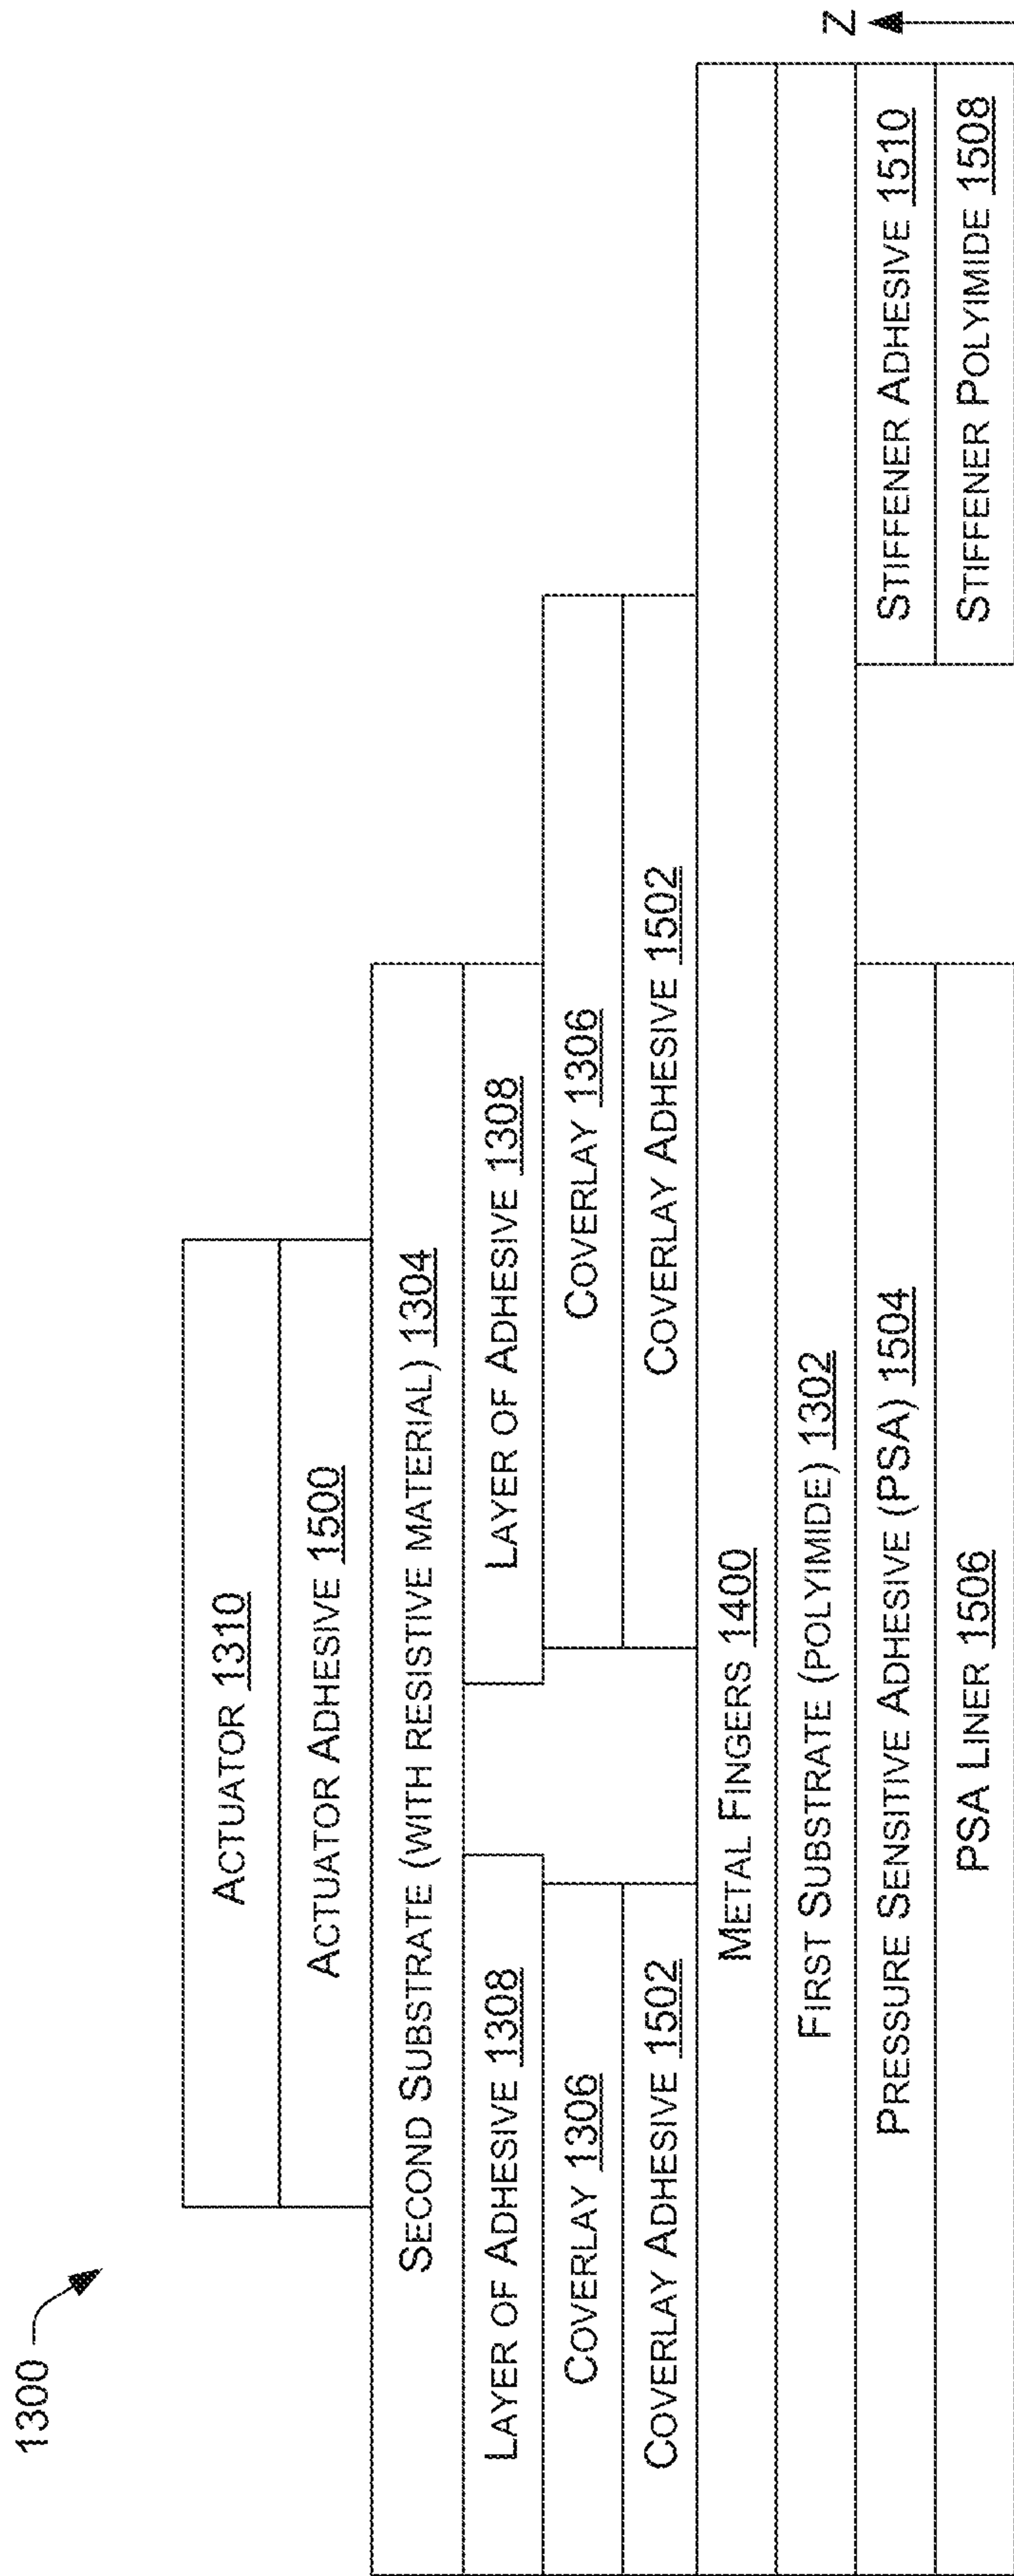 1300
ACTUATOR 1310
ACTUATOR ADHESIVE 1500
SECOND SUBSTRATE (WITH RESISTIVE MATERIAL) 1304
LAYER OF ADHESIVE 1308
LAYER OF ADHESIVE 1308
COVERLAY 1306
COVERLAY 1306
COVERLAY ADHESIVE 1502
COVERLAY ADHESIVE 1502
METAL FINGERS 1400
FIRST SUBSTRATE (POLYIMIDE) 1302
PRESSURE SENSITIVE ADHESIVE (PSA) 1504
STIFFENER ADHESIVE 1510
PSA LINER 1506
STIFFENER POLYIMIDE 1508
Z